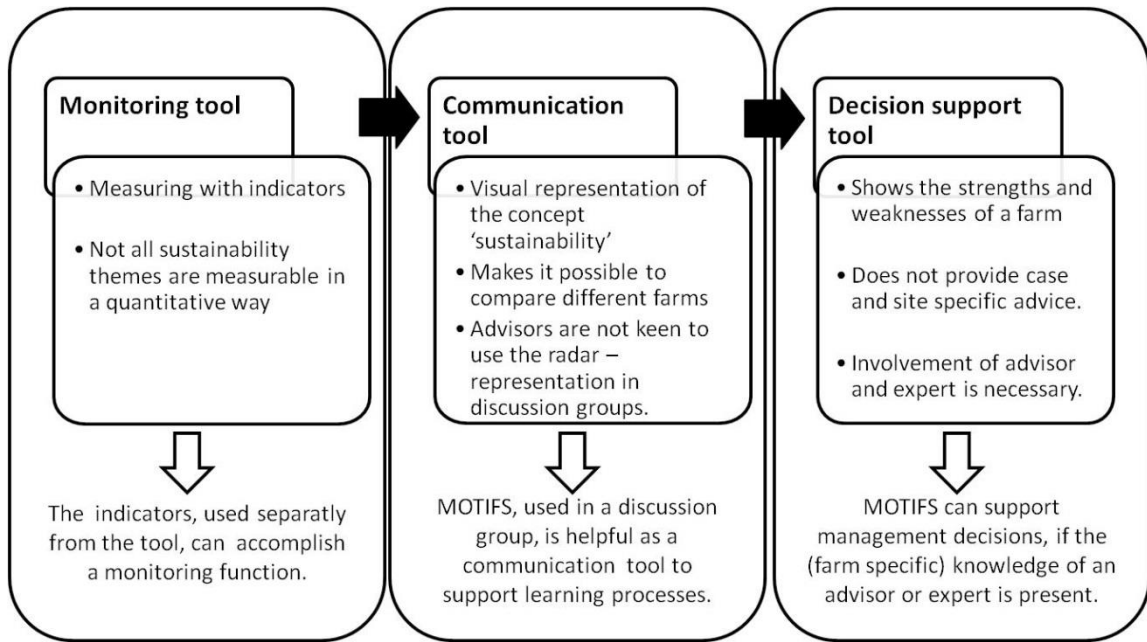 Monitoring tool
• Measuring with indicators
• Not all sustainability
themes are measurable in
a quantitative way
The indicators, used separatly
from the tool, can accomplish
a monitoring function.
Communication
tool
• Visual representation of
the concept
‘sustainability’
• Makes it possible to
compare different farms
• Advisors are not keen to
use the radar –
representation in
discussion groups.
MOTIFS, used in a discussion
group, is helpful as a
communication tool to
support learning processes.
Decision support
tool
• Shows the strengths and
weaknesses of a farm
• Does not provide case
and site specific advice.
• Involvement of advisor
and expert is necessary.
MOTIFS can support
management decisions, if the
(farm specific) knowledge of an
advisor or expert is present.